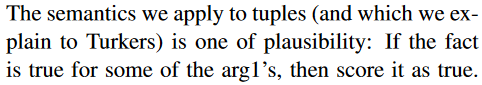 The semantics we apply to tuples (and which we ex-
plain to Turkers) is one of plausibility: If the fact
is true for some of the arg1's, then score it as true.